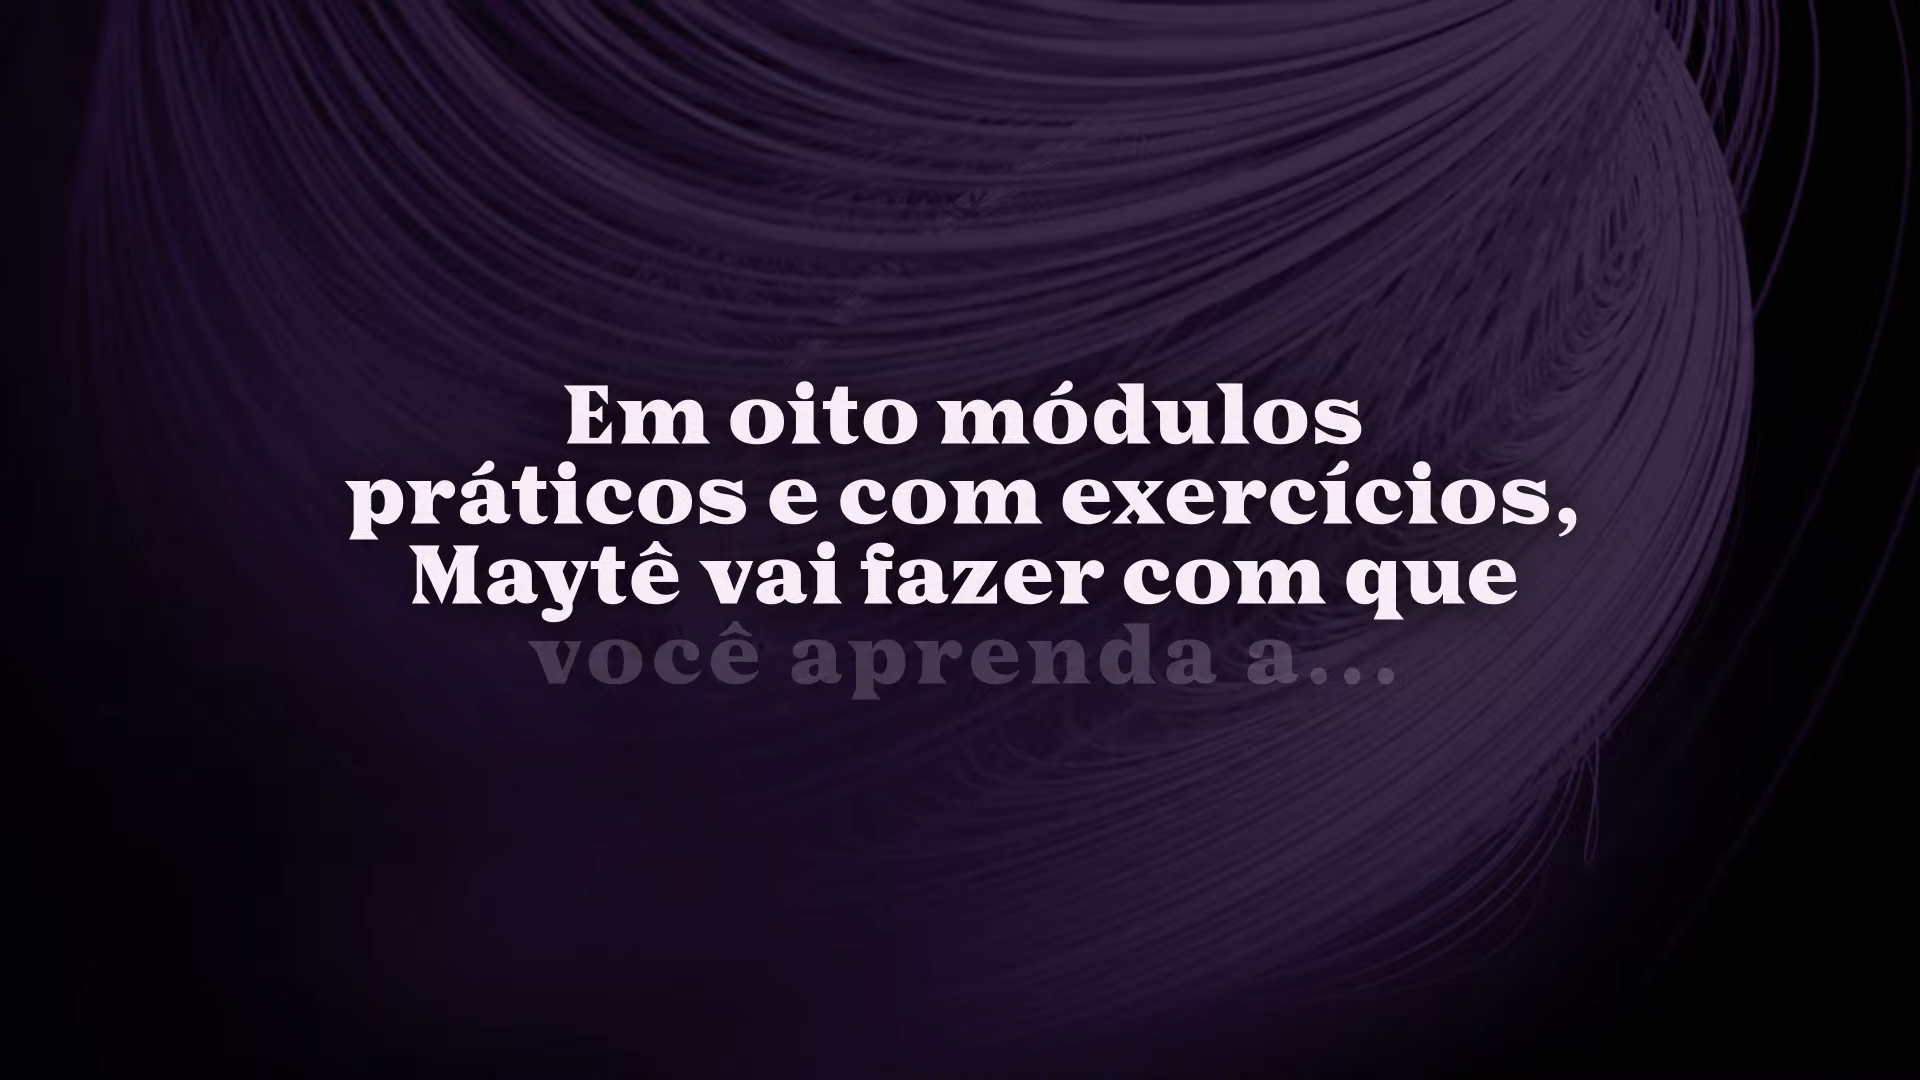 Em oito módulos
práticos e com exercícios,
Maytê vai fazer com que
você aprenda a...